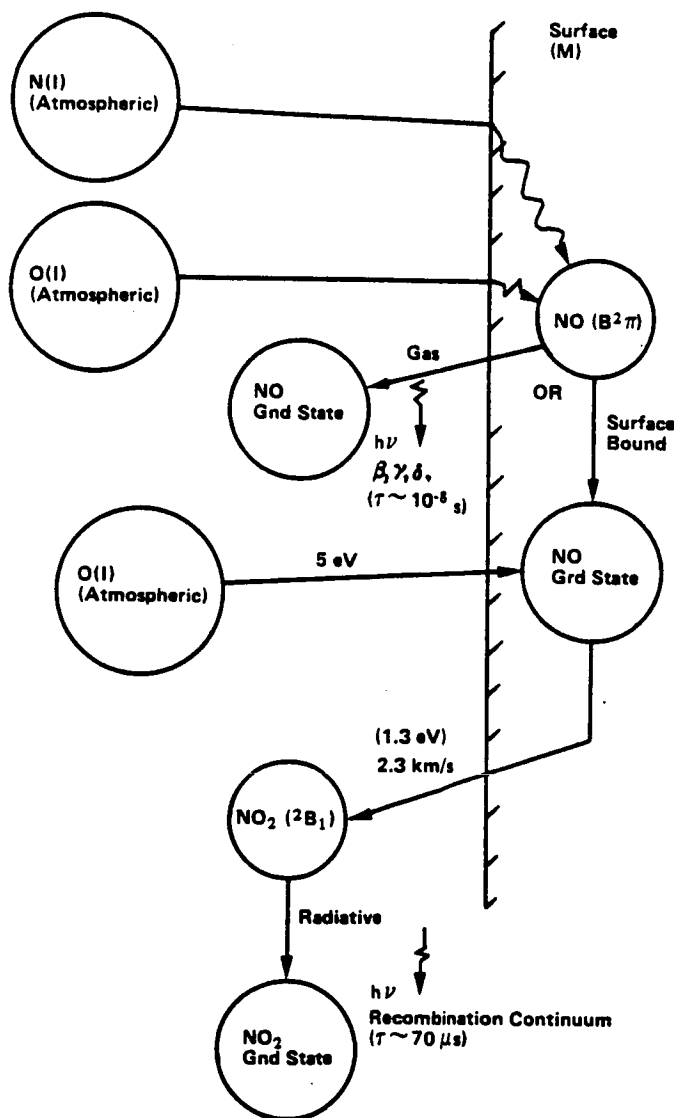 Surface
(M)
N(I)
(Atmospheric)
O(I)
(Atmospheric)
NO (B²π)
Gas
OR
NO
Gnd State
Surface
Bound
hν
β, γ, δ,
(τ ~ 10⁻⁸ s)
NO
Grd State
5 eV
O(I)
(Atmospheric)
(1.3 eV)
2.3 km/s
NO₂ (²B₁)
Radiative
hν
Recombination Continuum
(τ ~ 70 μs)
NO₂
Gnd State